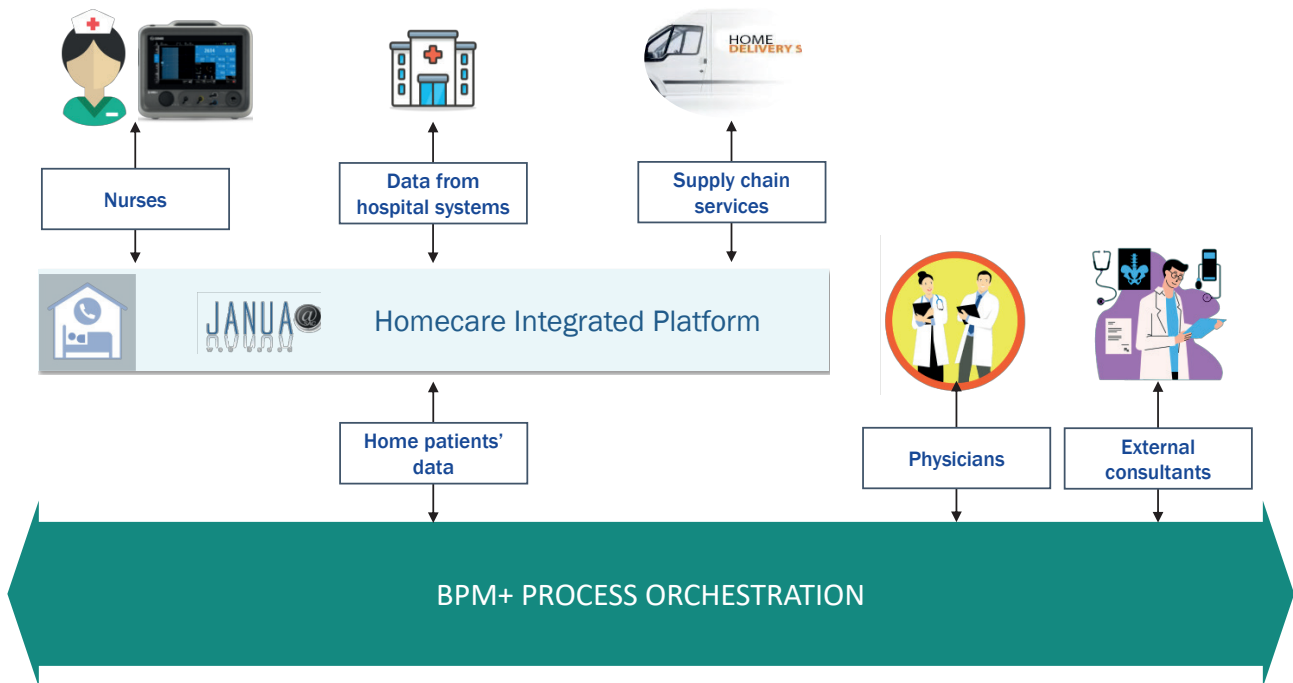 HOME
DELIVERY S
Nurses
Data from
hospital systems
Supply chain
services
JANUA@
Homecare Integrated Platform
Home patients’
data
Physicians
External
consultants
BPM+ PROCESS ORCHESTRATION